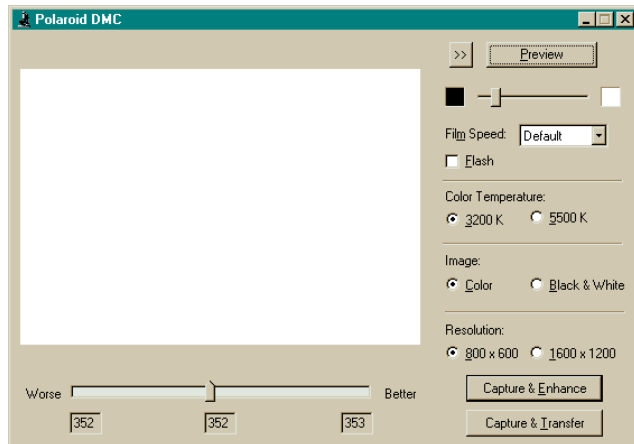 Polaroid DMC
>> Preview
Film Speed: Default
Flash
Color Temperature:
3200 K 5500 K
Image:
Color Black & White
Resolution:
800 x 600 1600 x 1200
Worse Better
352 352 353
Capture & Enhance
Capture & Transfer